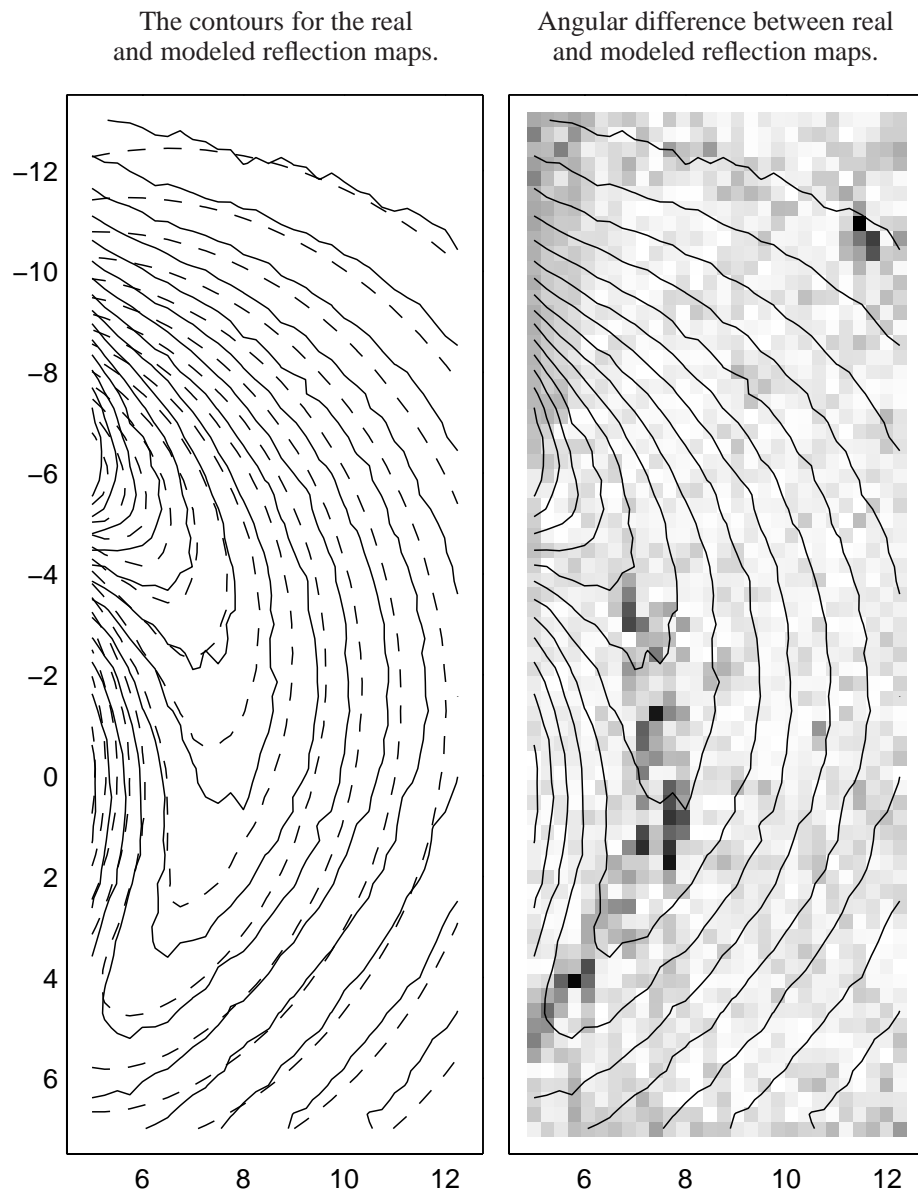 The contours for the real
and modeled reflection maps.
Angular difference between real
and modeled reflection maps.
−12
−10
−8
−6
−4
−2
0
2
4
6
6 8 10 12
6 8 10 12